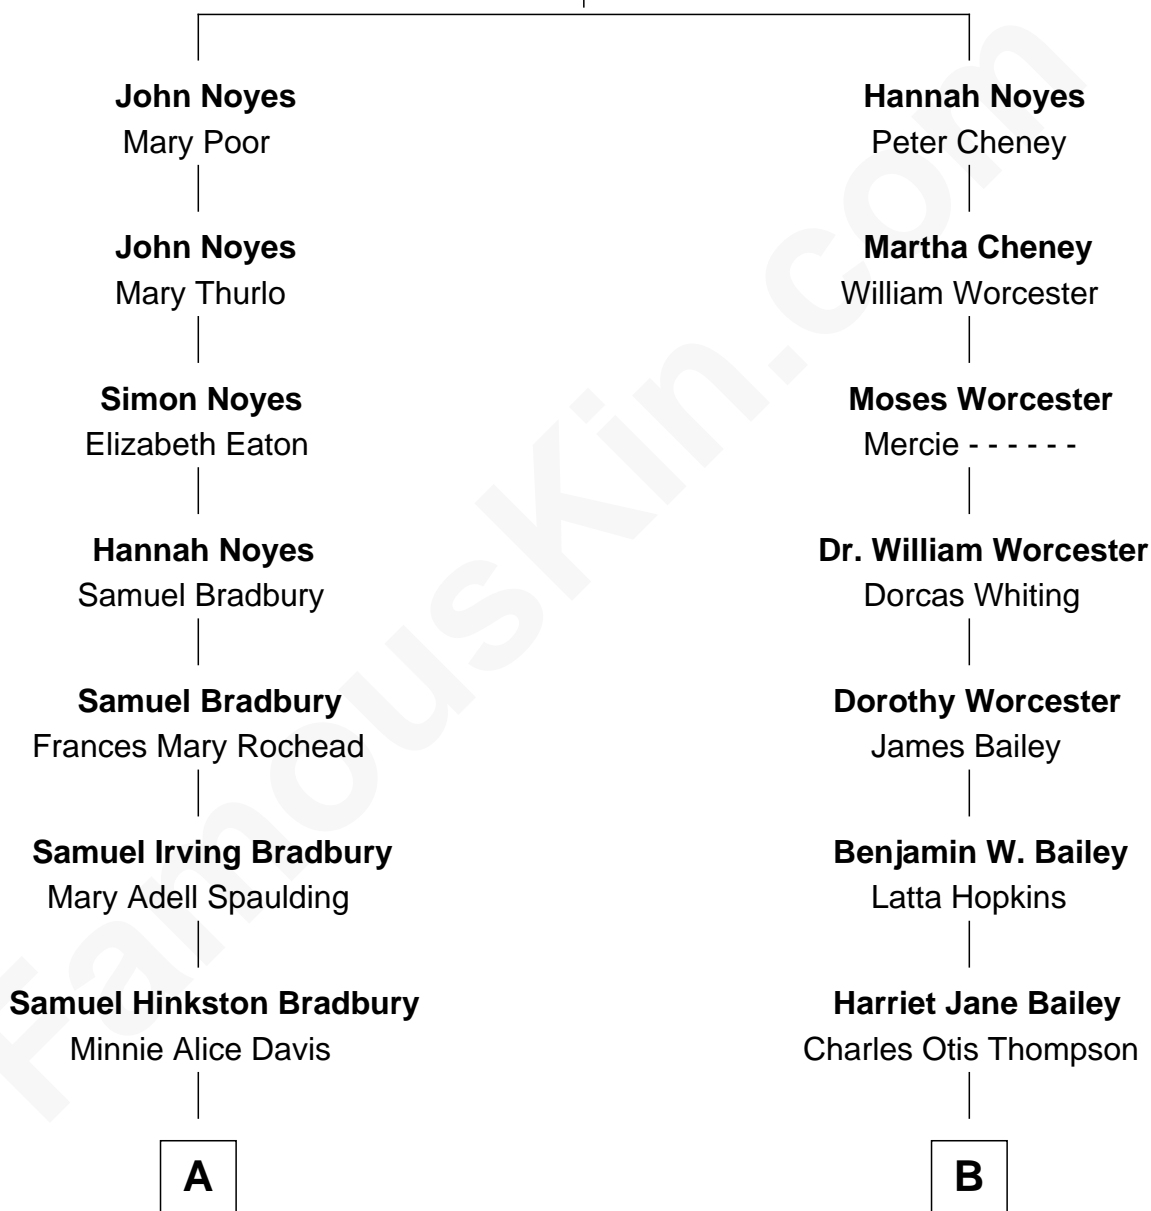 John Noyes
Mary Poor
John Noyes
Mary Thurlo
Simon Noyes
Elizabeth Eaton
Hannah Noyes
Samuel Bradbury
Samuel Bradbury
Frances Mary Rochead
Samuel Irving Bradbury
Mary Adell Spaulding
Samuel Hinkston Bradbury
Minnie Alice Davis
A
Hannah Noyes
Peter Cheney
Martha Cheney
William Worcester
Moses Worcester
Mercie - - - - - -
Dr. William Worcester
Dorcas Whiting
Dorothy Worcester
James Bailey
Benjamin W. Bailey
Latta Hopkins
Harriet Jane Bailey
Charles Otis Thompson
B
FamousKin.com